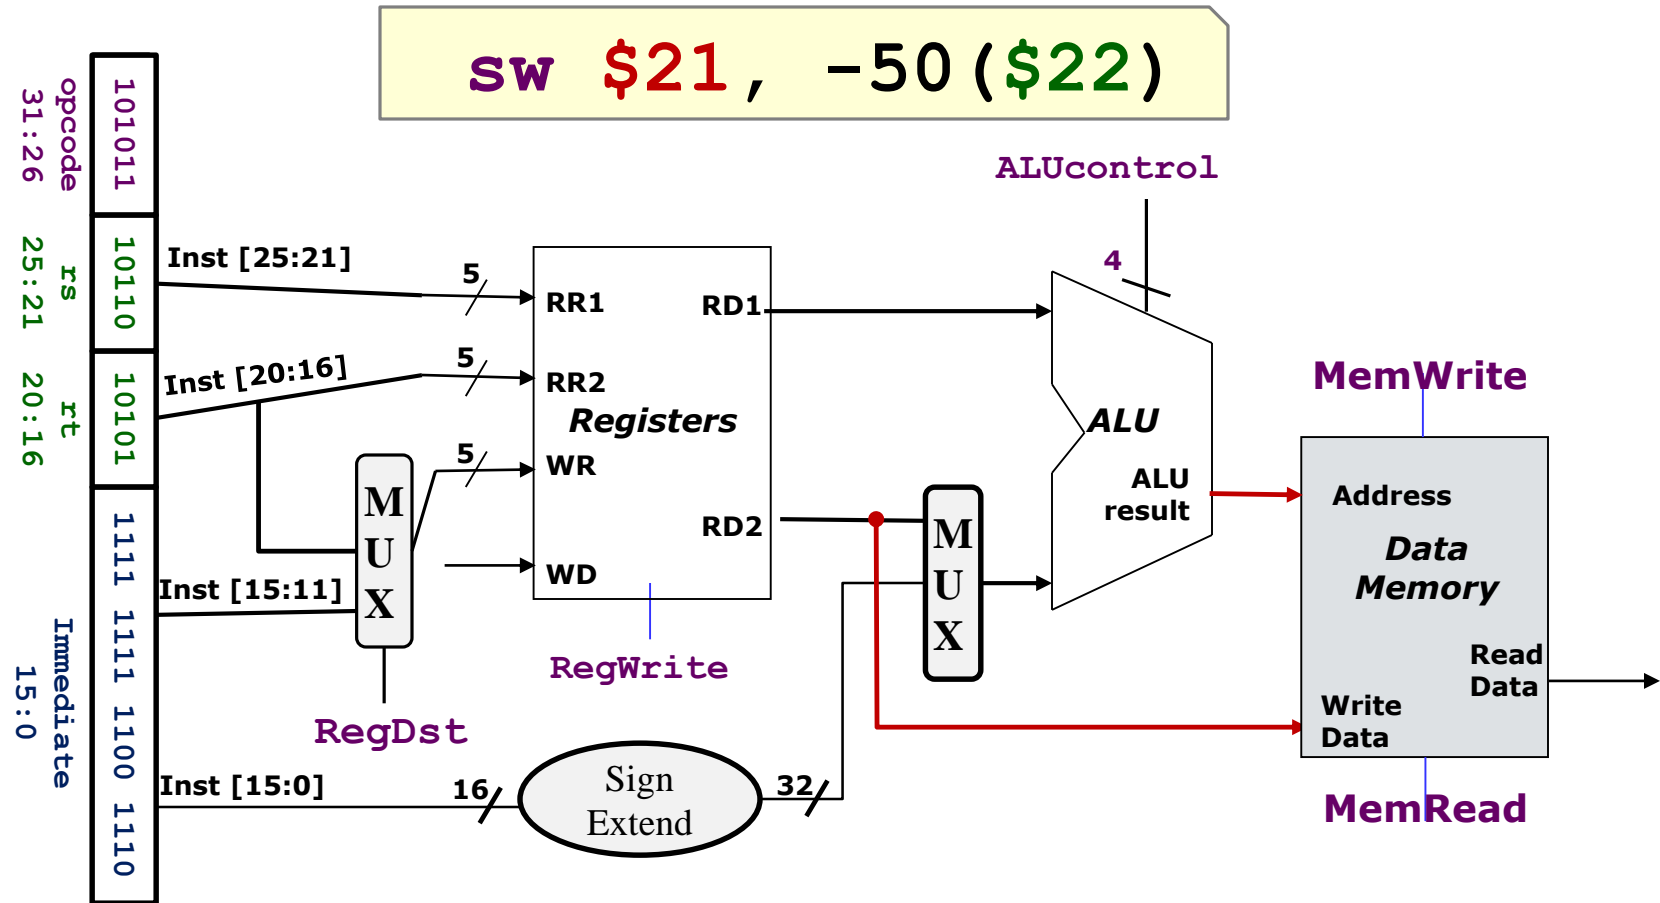 sw $21, -50($22)
opcode
31:26
101011
rs
25:21
10110
rt
20:16
10101
Immediate
15:0
1111 1111 1100 1110
Inst [25:21]
5
RR1
Inst [20:16]
5
RR2
Registers
5
WR
WD
RD1
RD2
RegWrite
MUX
Inst [15:11]
RegDst
Inst [15:0]
16
Sign
Extend
32
MUX
ALUcontrol
4
ALU
ALU
result
MemWrite
Address
Data
Memory
Read
Data
Write
Data
MemRead